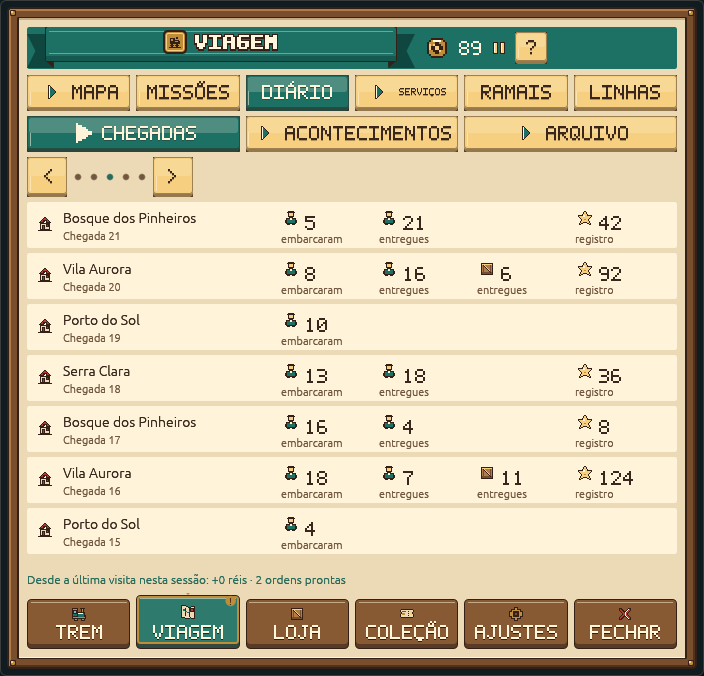 VIAGEM
89
?
MAPA MISSÕES DIÁRIO SERVIÇOS RAMAIS LINHAS
CHEGADAS ACONTECIMENTOS ARQUIVO
< >
Bosque dos Pinheiros 5 21 42
Chegada 21 embarcaram entregues registro
Vila Aurora 8 16 6 92
Chegada 20 embarcaram entregues entregues registro
Porto do Sol 10
Chegada 19 embarcaram
Serra Clara 13 18 36
Chegada 18 embarcaram entregues registro
Bosque dos Pinheiros 16 4 8
Chegada 17 embarcaram entregues registro
Vila Aurora 18 7 11 124
Chegada 16 embarcaram entregues entregues registro
Porto do Sol 4
Chegada 15 embarcaram
Desde a última visita nesta sessão: +0 réis · 2 ordens prontas
!
TREM VIAGEM LOJA COLEÇÃO AJUSTES FECHAR